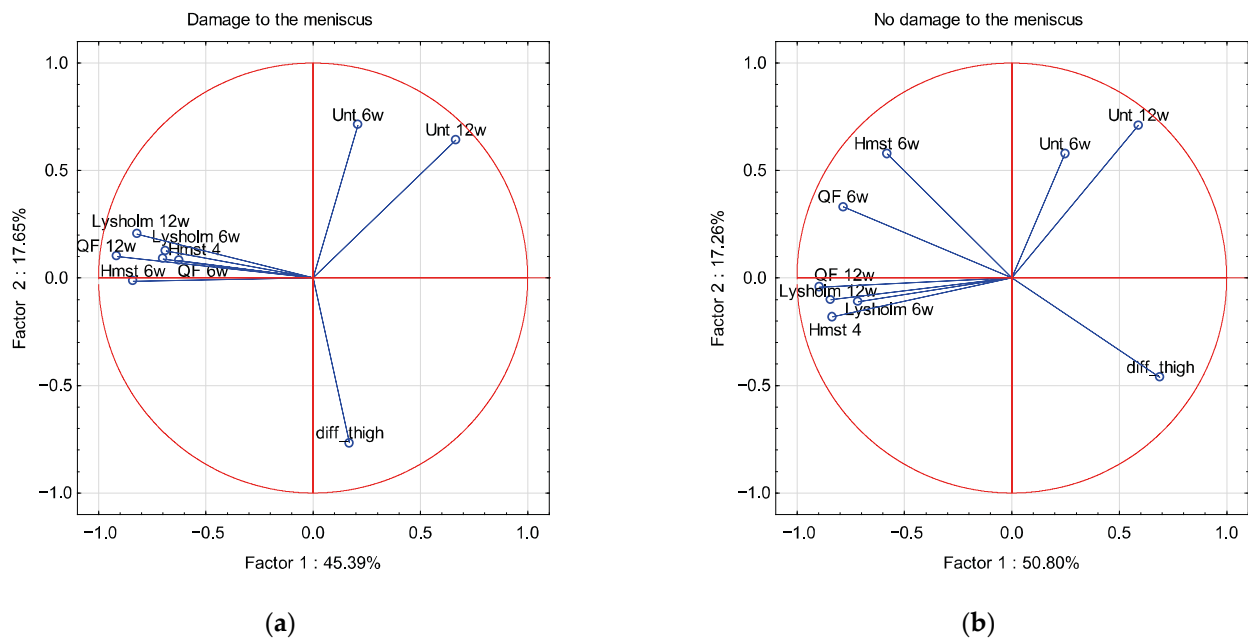 Damage to the meniscus
1.0
0.5
0.0
−0.5
−1.0
Factor 2 : 17.65%
Unt 6w
Unt 12w
Lysholm 12w
Lysholm 6w
QF 12w
Hmst 4
Hmst 6w
QF 6w
diff_thigh
−1.0
−0.5
0.0
0.5
1.0
Factor 1 : 45.39%
(a)
No damage to the meniscus
1.0
0.5
0.0
−0.5
−1.0
Factor 2 : 17.26%
Unt 12w
Hmst 6w
Unt 6w
QF 6w
QF 12w
Lysholm 12w
Lysholm 6w
Hmst 4
diff_thigh
−1.0
−0.5
0.0
0.5
1.0
Factor 1 : 50.80%
(b)